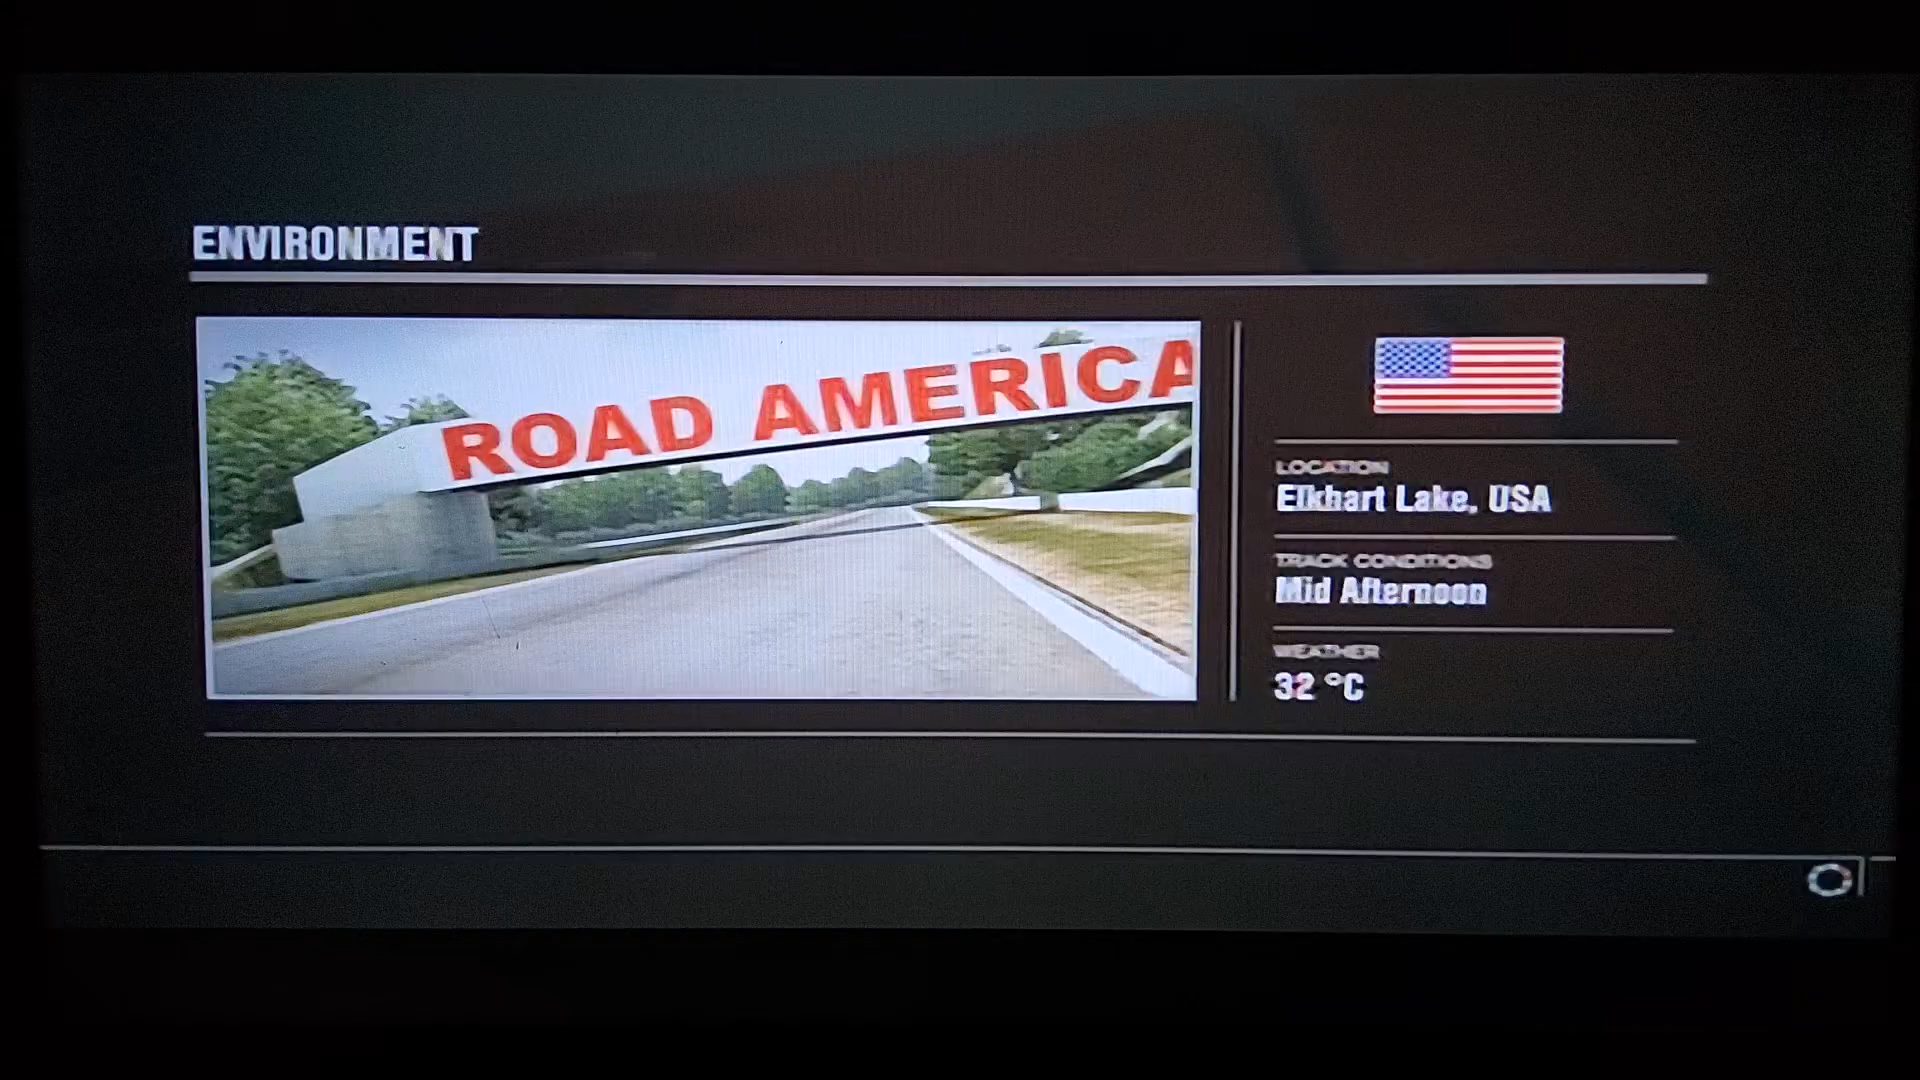 ENVIRONMENT
ROAD AMERICA
LOCATION
Elkhart Lake, USA
TRACK CONDITIONS
Mid Afternoon
WEATHER
32 °C